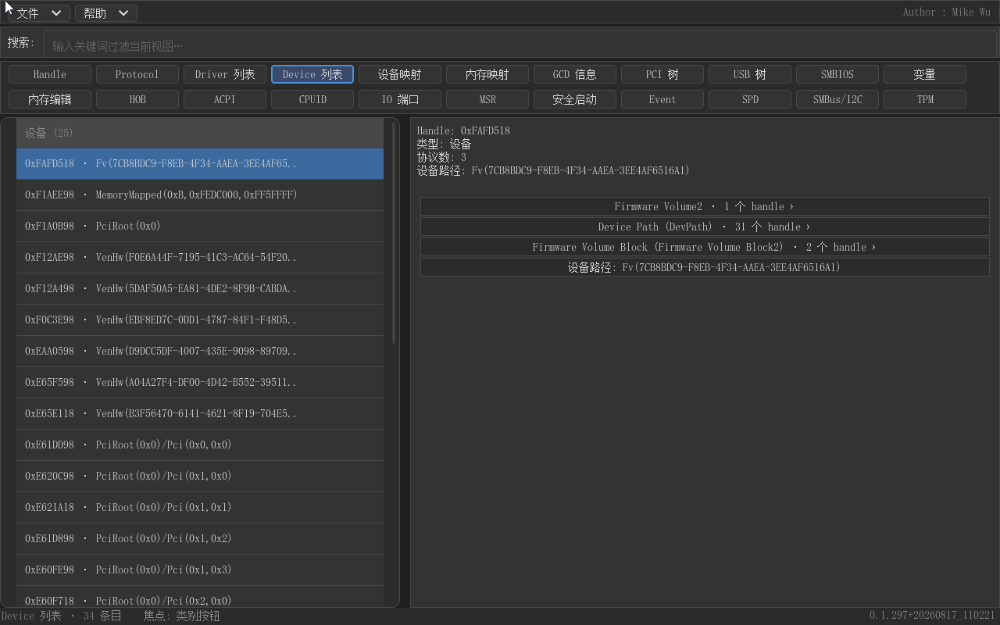 文件 帮助 Author : Mike Wu
搜索: 输入关键词过滤当前视图…
Handle Protocol Driver 列表 Device 列表 设备映射 内存映射 GCD 信息 PCI 树 USB 树 SMBIOS 变量
内存编辑 HOB ACPI CPUID IO 端口 MSR 安全启动 Event SPD SMBus/I2C TPM
设备 (25)
0xFAFD518 · Fv(7CB8BDC9-F8EB-4F34-AAEA-3EE4AF65..
0xF1AEE98 · MemoryMapped(0xB,0xFEDC000,0xFF5FFFF)
0xF1A0B98 · PciRoot(0x0)
0xF12AE98 · VenHw(F0E6A44F-7195-41C3-AC64-54F20..
0xF12A498 · VenHw(5DAF50A5-EA81-4DE2-8F9B-CABDA..
0xF0C3E98 · VenHw(EBF8ED7C-0DD1-4787-84F1-F48D5..
0xEAA0598 · VenHw(D9DCC5DF-4007-435E-9098-89709..
0xE65F598 · VenHw(A04A27F4-DF00-4D42-B552-39511..
0xE65E118 · VenHw(B3F56470-6141-4621-8F19-704E5..
0xE61DD98 · PciRoot(0x0)/Pci(0x0,0x0)
0xE620C98 · PciRoot(0x0)/Pci(0x1,0x0)
0xE621A18 · PciRoot(0x0)/Pci(0x1,0x1)
0xE61D898 · PciRoot(0x0)/Pci(0x1,0x2)
0xE60FE98 · PciRoot(0x0)/Pci(0x1,0x3)
0xE60F718 · PciRoot(0x0)/Pci(0x2,0x0)
Handle: 0xFAFD518
类型: 设备
协议数: 3
设备路径: Fv(7CB8BDC9-F8EB-4F34-AAEA-3EE4AF6516A1)
Firmware Volume2 · 1 个 handle ›
Device Path (DevPath) · 31 个 handle ›
Firmware Volume Block (Firmware Volume Block2) · 2 个 handle ›
设备路径: Fv(7CB8BDC9-F8EB-4F34-AAEA-3EE4AF6516A1)
Device 列表 · 34 条目 焦点: 类别按钮 0.1.297+20260817_110221